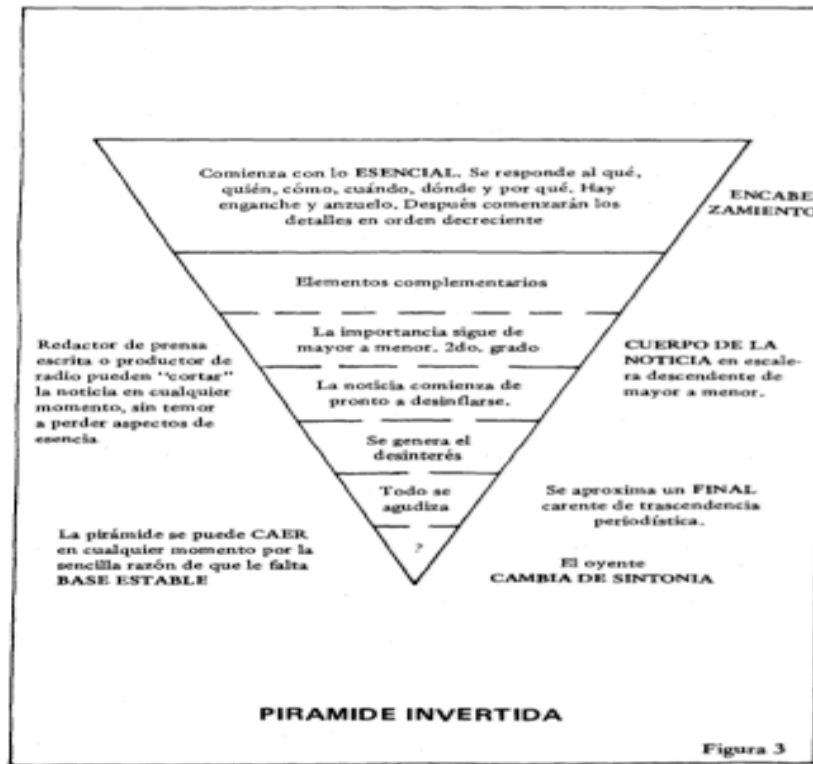 Comienza con lo ESENCIAL. Se responde al qué,
quién, cómo, cuándo, dónde y por qué. Hay
enganche y anzuelo. Después comenzarán los
detalles en orden decreciente
ENCABE
ZAMIENTO
Elementos complementarios
La importancia sigue de
mayor a menor. 2do. grado
La noticia comienza de
pronto a desinflarse.
Se genera el
desinterés
Todo se
agudiza
?
Redactor de prensa
escrita o productor de
radio pueden "cortar"
la noticia en cualquier
momento, sin temor
a perder aspectos de
esencia
CUERPO DE LA
NOTICIA en escale-
ra descendente de
mayor a menor.
La pirámide se puede CAER
en cualquier momento por la
sencilla razón de que le falta
BASE ESTABLE
Se aproxima un FINAL
carente de trascendencia
periodística.
El oyente
CAMBIA DE SINTONIA
PIRAMIDE INVERTIDA
Figura 3